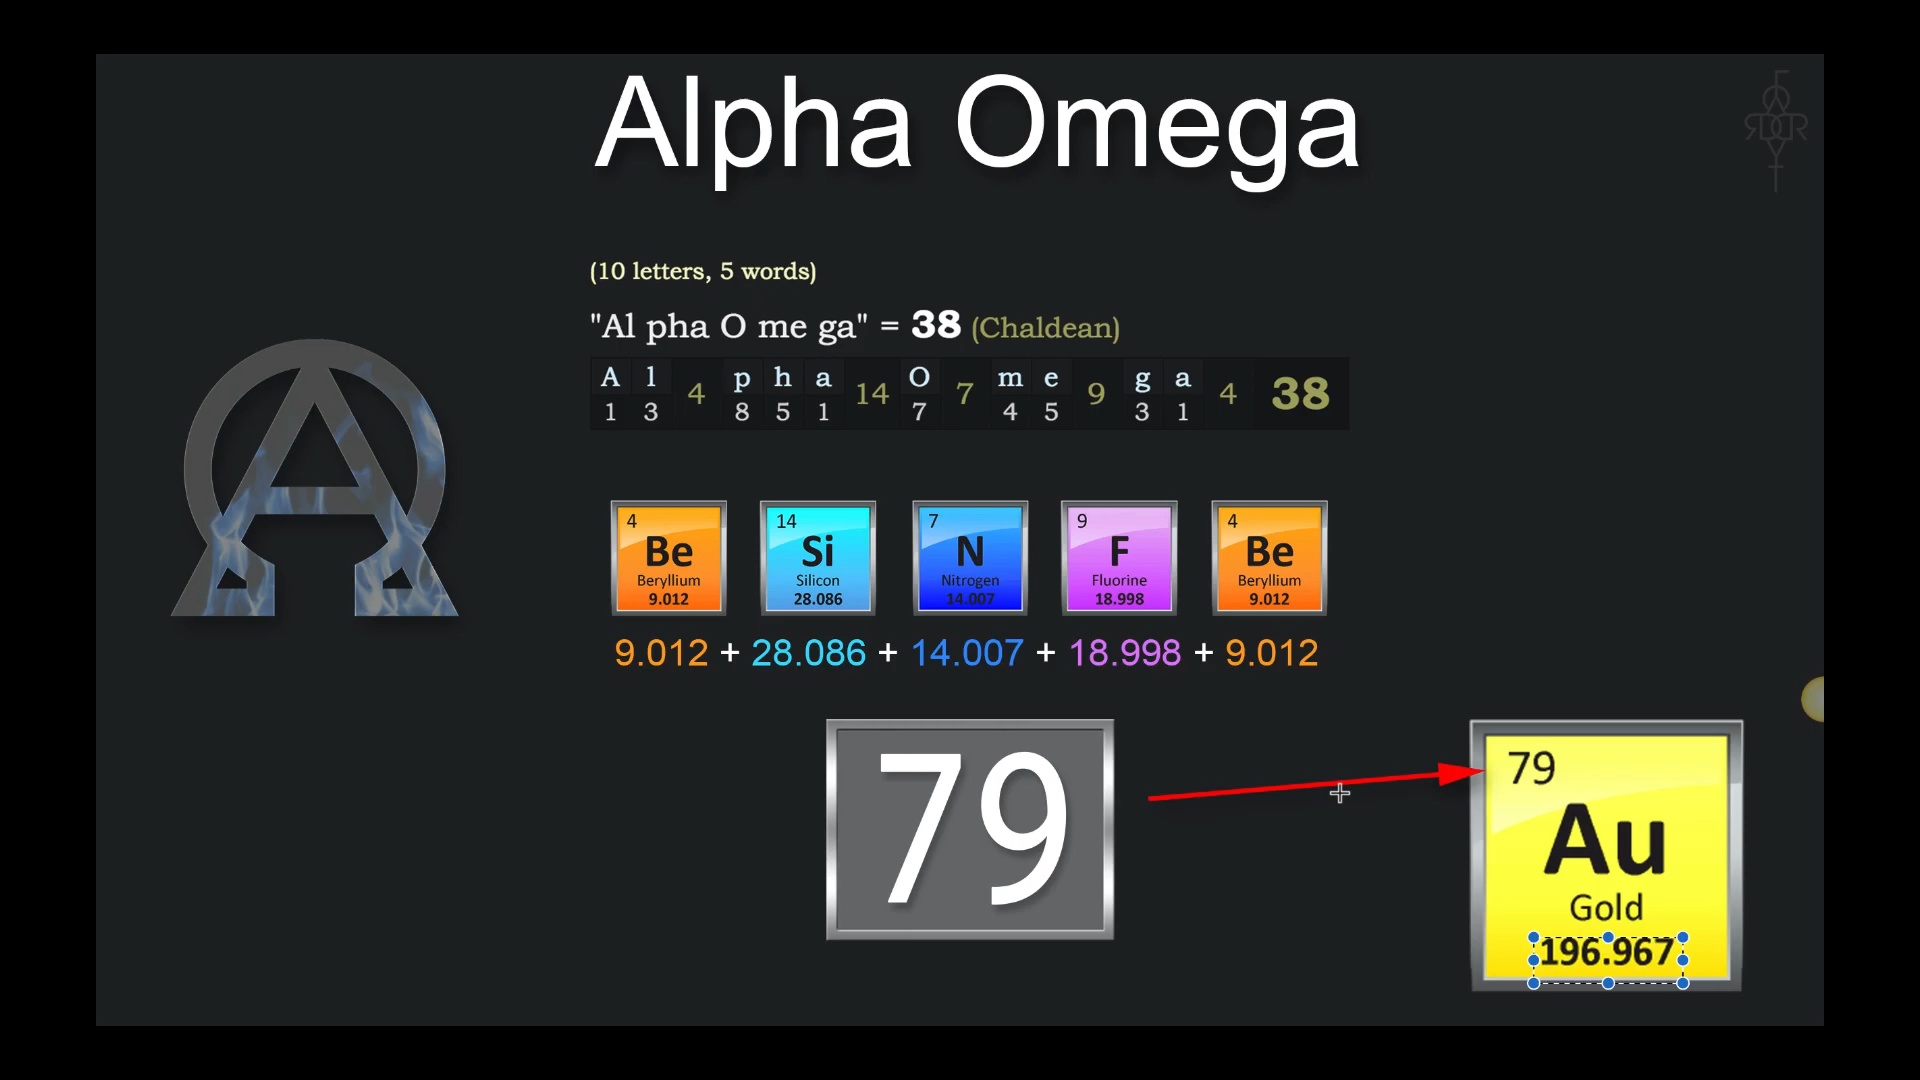 Alpha Omega
(10 letters, 5 words)
"Al pha O me ga" = 38 (Chaldean)
A l 4 p h a 14 O 7 m e 9 g a 4 38
1 3 8 5 1 7 4 5 3 1
4 14 7 9 4
Be Si N F Be
Beryllium Silicon Nitrogen Fluorine Beryllium
9.012 28.086 14.007 18.998 9.012
9.012 + 28.086 + 14.007 + 18.998 + 9.012
79
79
Au
Gold
196.967